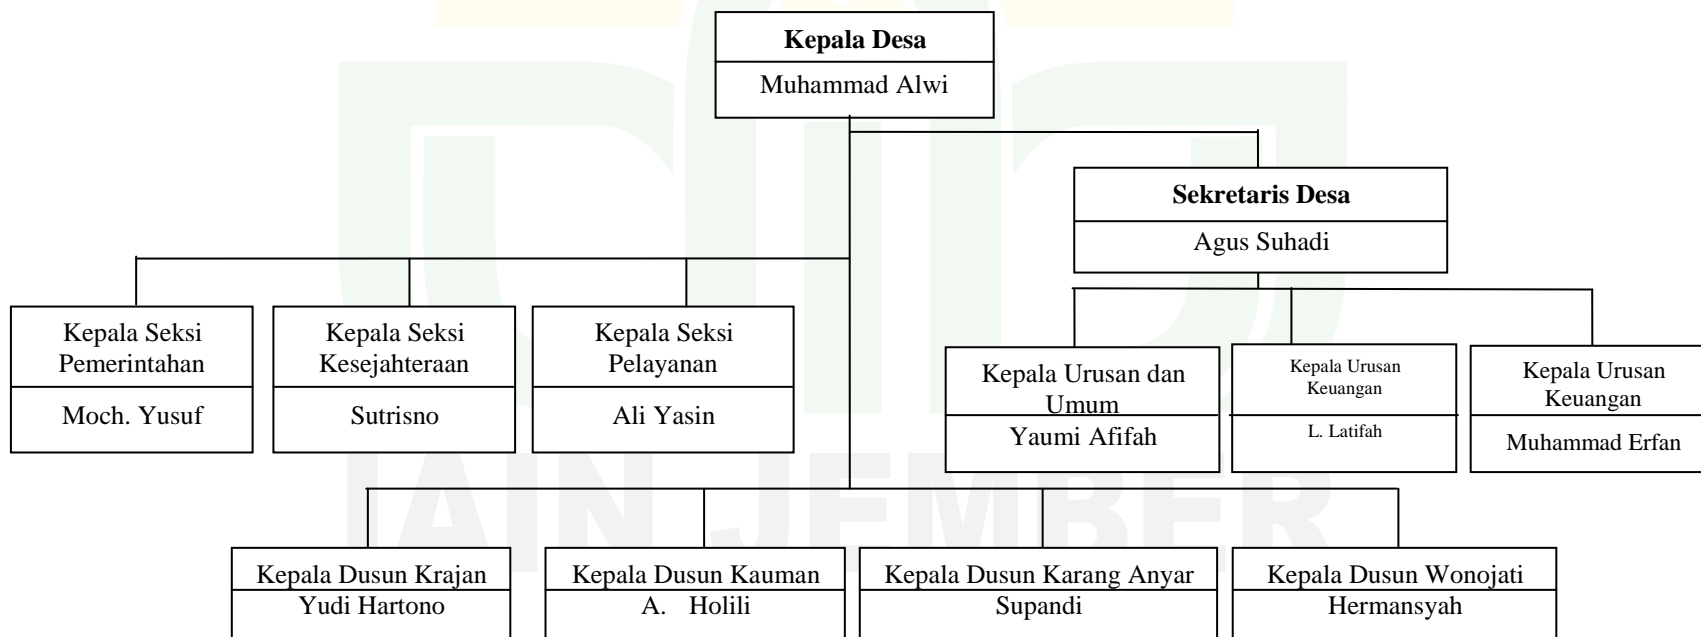 Kepala Desa
Muhammad Alwi
Sekretaris Desa
Agus Suhadi
Kepala Seksi
Pemerintahan
Moch. Yusuf
Kepala Seksi
Kesejahteraan
Sutrisno
Kepala Seksi
Pelayanan
Ali Yasin
Kepala Urusan dan
Umum
Yaumi Afifah
Kepala Urusan
Keuangan
L. Latifah
Kepala Urusan
Keuangan
Muhammad Erfan
Kepala Dusun Krajan
Yudi Hartono
Kepala Dusun Kauman
A. Holili
Kepala Dusun Karang Anyar
Supandi
Kepala Dusun Wonojati
Hermansyah
IAIN JEMBER